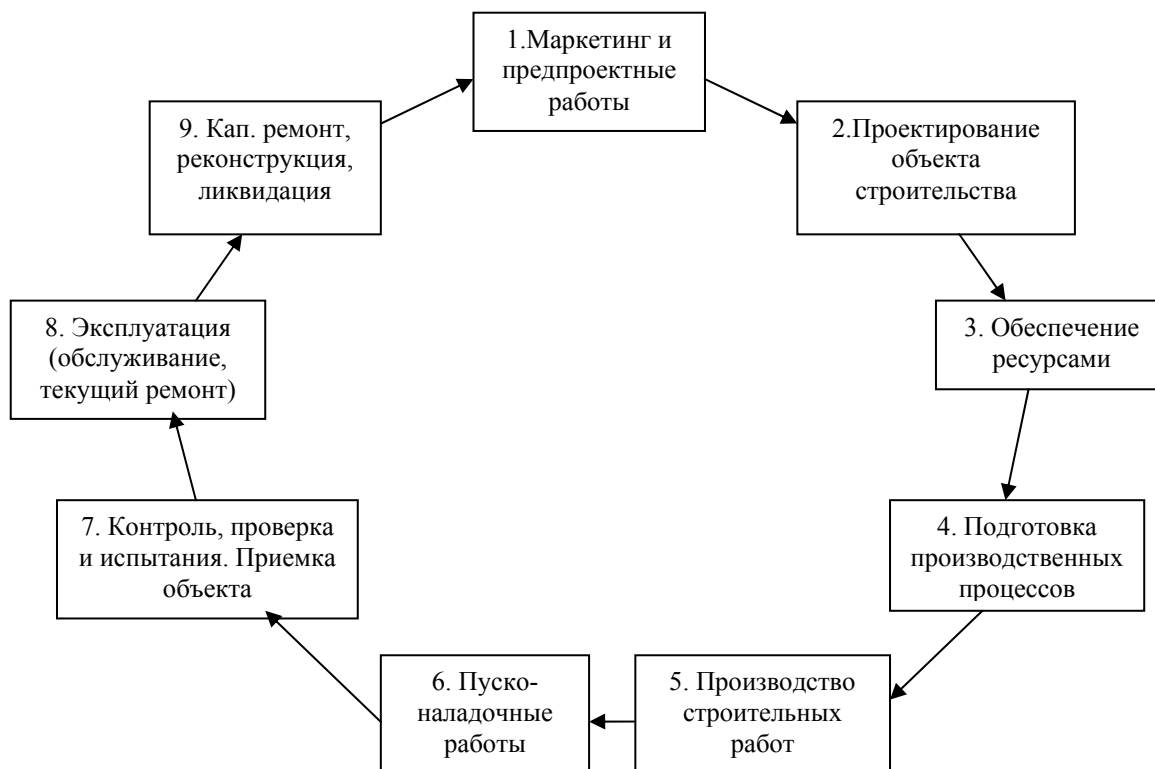 1.Маркетинг и
предпроектные
работы
2.Проектирование
объекта
строительства
3. Обеспечение
ресурсами
4. Подготовка
производственных
процессов
5. Производство
строительных
работ
6. Пуско-
наладочные
работы
7. Контроль, проверка
и испытания. Приемка
объекта
8. Эксплуатация
(обслуживание,
текущий ремонт)
9. Кап. ремонт,
реконструкция,
ликвидация